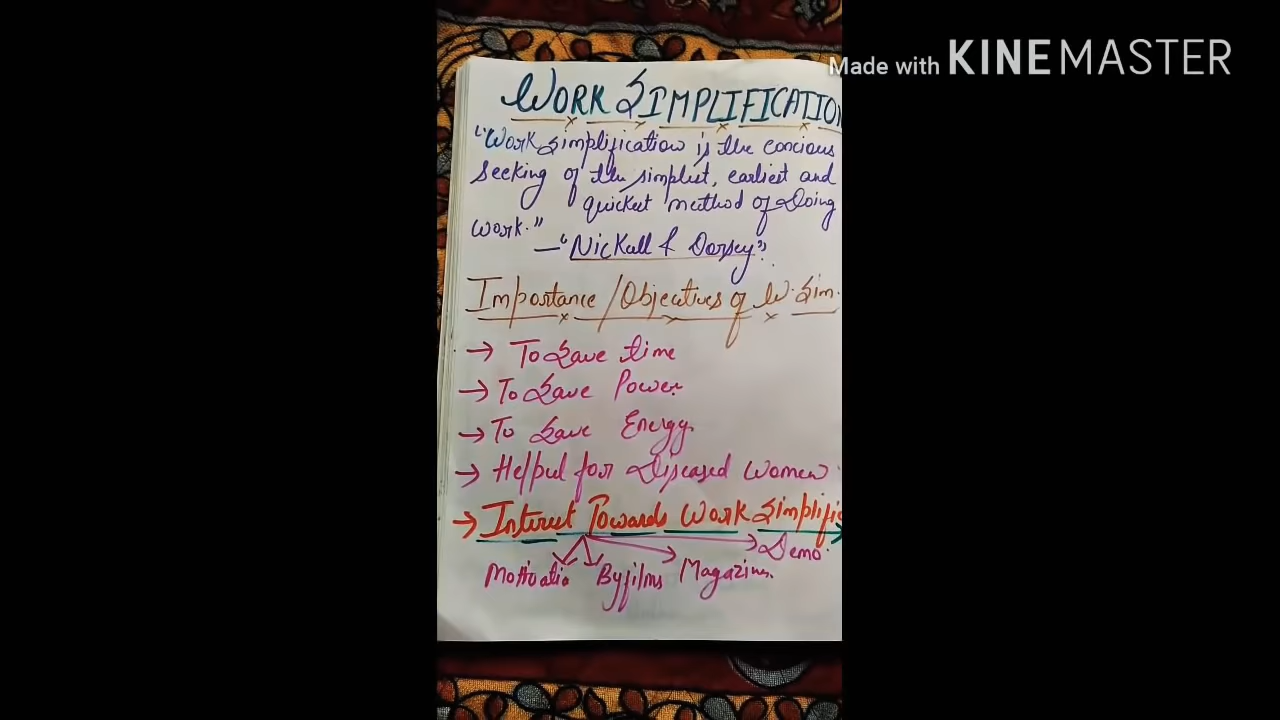 Made with KINEMASTER
WORK SIMPLIFICATION
"Work simplification is the concious
seeking of the simplest, earliest and
quickest method of Doing
work."
—"Nickall & Dorsey".
Importance/Objectives of W. Sim.
→ To Save time
→ To Save Power
→ To Save Energy.
→ Helpul for Diseased Women
→ Interest Towards Work Simplific
Demo
Motivatio By films Magazines